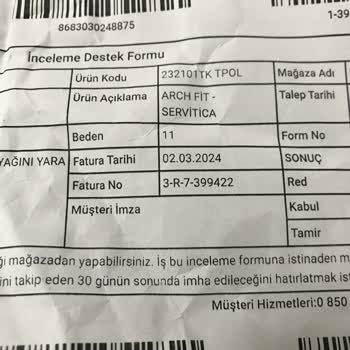 8683030248875
1-39
İnceleme Destek Formu
Ürün Kodu 232101TK TPOL Mağaza Adı
Ürün Açıklama ARCH FIT - Talep Tarihi
SERVITICA
Beden 11 Form No
YAĞINI YARA Fatura Tarihi 02.03.2024 SONUÇ
Fatura No 3-R-7-399422 Red
Müşteri İmza Kabul
Tamir
mağazadan yapabilirsiniz. İş bu inceleme formuna istinaden
takip eden 30 günün sonunda imha edileceğini hatırlatmak
Müşteri Hizmetleri:0 850